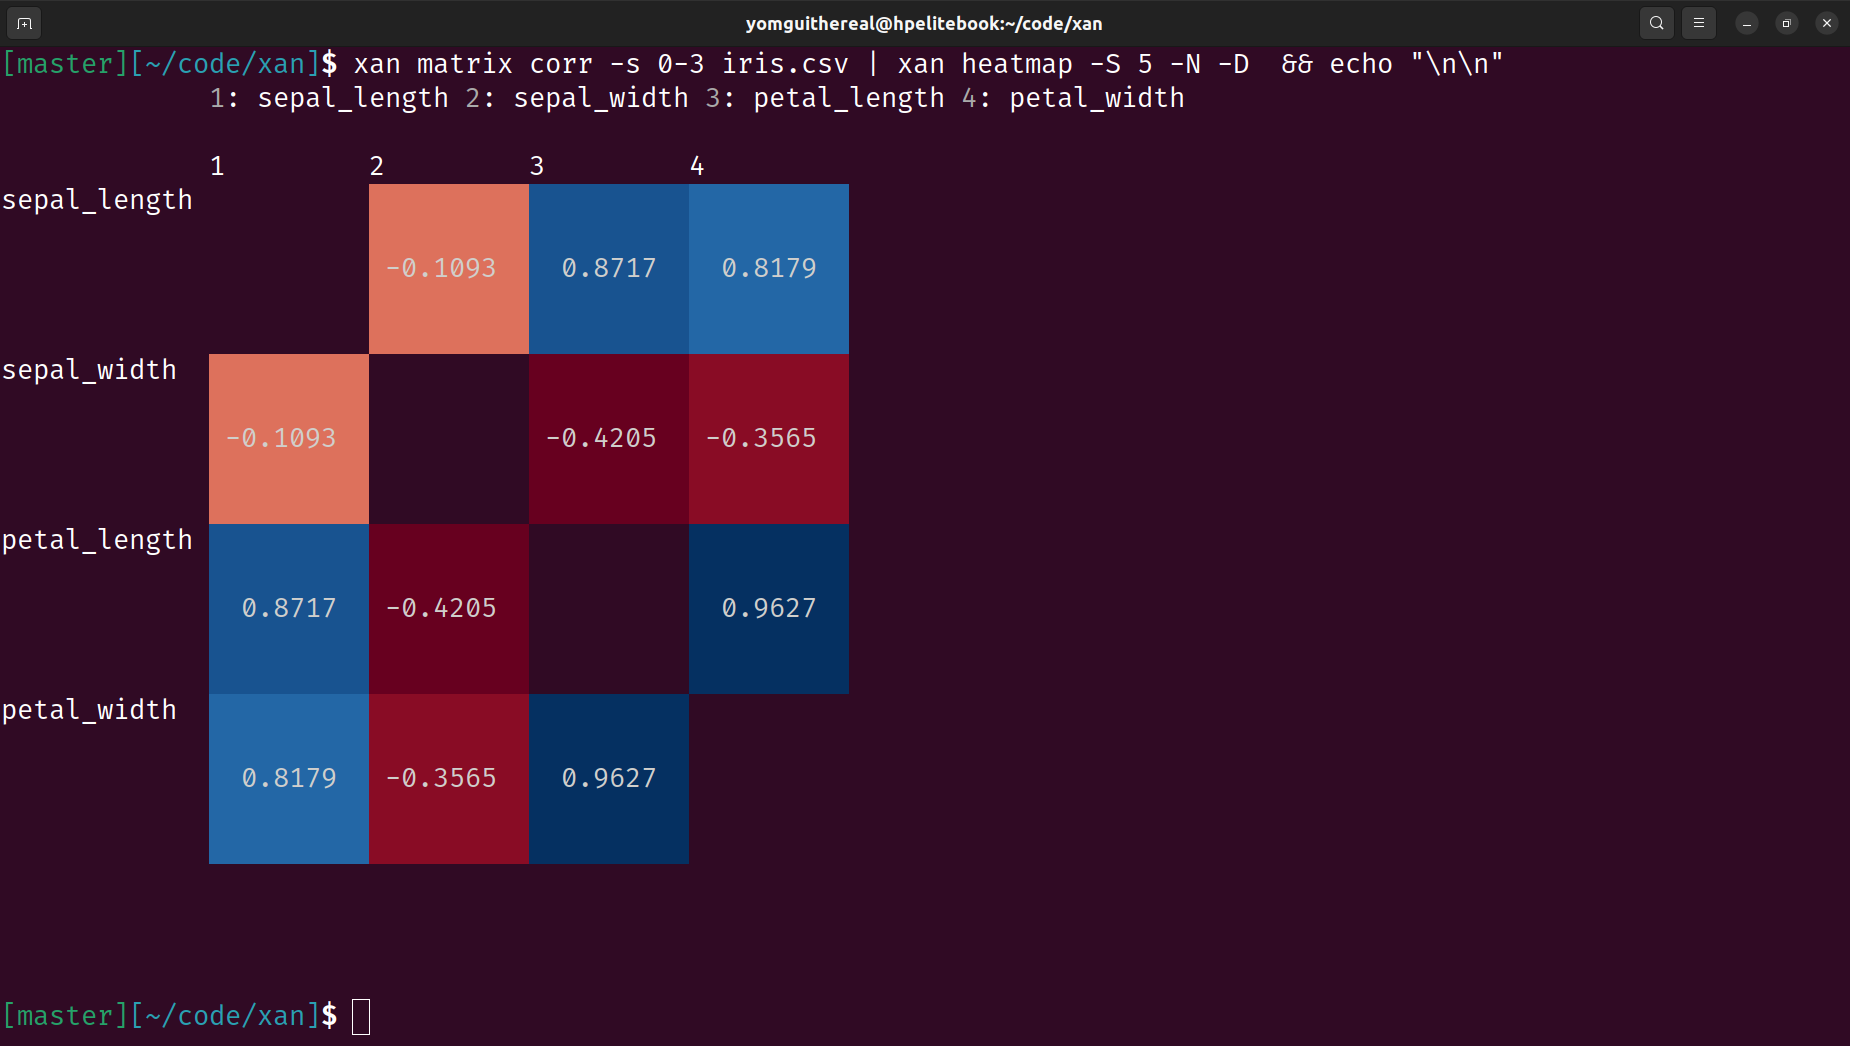 yomguithereal@hpelitebook:~/code/xan
[master][~/code/xan]$ xan matrix corr -s 0-3 iris.csv | xan heatmap -S 5 -N -D  && echo "\n\n"
1: sepal_length 2: sepal_width 3: petal_length 4: petal_width
1 2 3 4
sepal_length
-0.1093 0.8717 0.8179
sepal_width
-0.1093 -0.4205 -0.3565
petal_length
0.8717 -0.4205 0.9627
petal_width
0.8179 -0.3565 0.9627
[master][~/code/xan]$